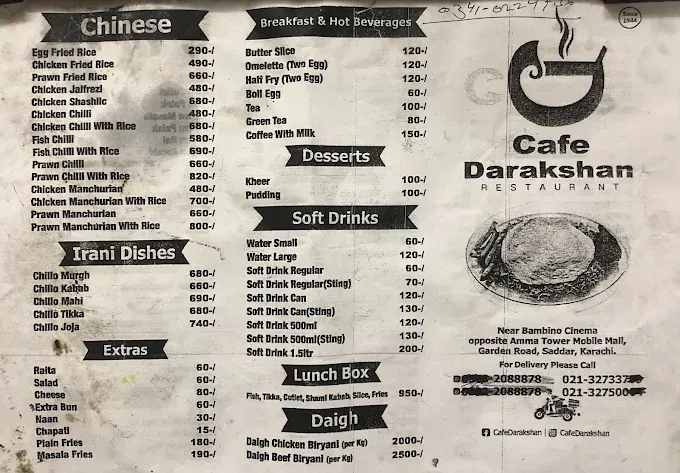 Chinese
Egg Fried Rice 290-/
Chicken Fried Rice 490-/
Prawn Fried Rice 660-/
Chicken Jalfrezi 480-/
Chicken Shashlic 680-/
Chicken Chilli 480-/
Chicken Chilli With Rice 680-/
Fish Chilli 580-/
Fish Chilli With Rice 690-/
Prawn Chilli 660-/
Prawn Chilli With Rice 820-/
Chicken Manchurian 480-/
Chicken Manchurian With Rice 700-/
Prawn Manchurian 660-/
Prawn Manchurian With Rice 800-/
Irani Dishes
Chillo Murgh 680-/
Chillo Kabab 660-/
Chillo Mahi 690-/
Chillo Tikka 680-/
Chillo Joja 740-/
Extras
Raita 60-/
Salad 60-/
Cheese 80-/
Extra Bun 60-/
Naan 30-/
Chapati 15-/
Plain Fries 180-/
Masala Fries 190-/
Breakfast & Hot Beverages
Butter Slice 120-/
Omelette (Two Egg) 120-/
Half Fry (Two Egg) 120-/
Boil Egg 60-/
Tea 100-/
Green Tea 80-/
Coffee With Milk 150-/
Desserts
Kheer 100-/
Pudding 100-/
Soft Drinks
Water Small 60-/
Water Large 120-/
Soft Drink Regular 60-/
Soft Drink Regular(Sting) 70-/
Soft Drink Can 120-/
Soft Drink Can(Sting) 130-/
Soft Drink 500ml 120-/
Soft Drink 500ml(Sting) 130-/
Soft Drink 1.5ltr 200-/
Lunch Box
Fish, Tikka, Cutlet, Shami Kabab, Slice, Fries 950-/
Daigh
Daigh Chicken Biryani (per Kg) 2000-/
Daigh Beef Biryani (per Kg) 2500-/
Since
1944
Cafe
Darakshan
RESTAURANT
Near Bambino Cinema
opposite Amma Tower Mobile Mall,
Garden Road, Saddar, Karachi.
For Delivery Please Call
2088878
CafeDarakshan | CafeDarakshan